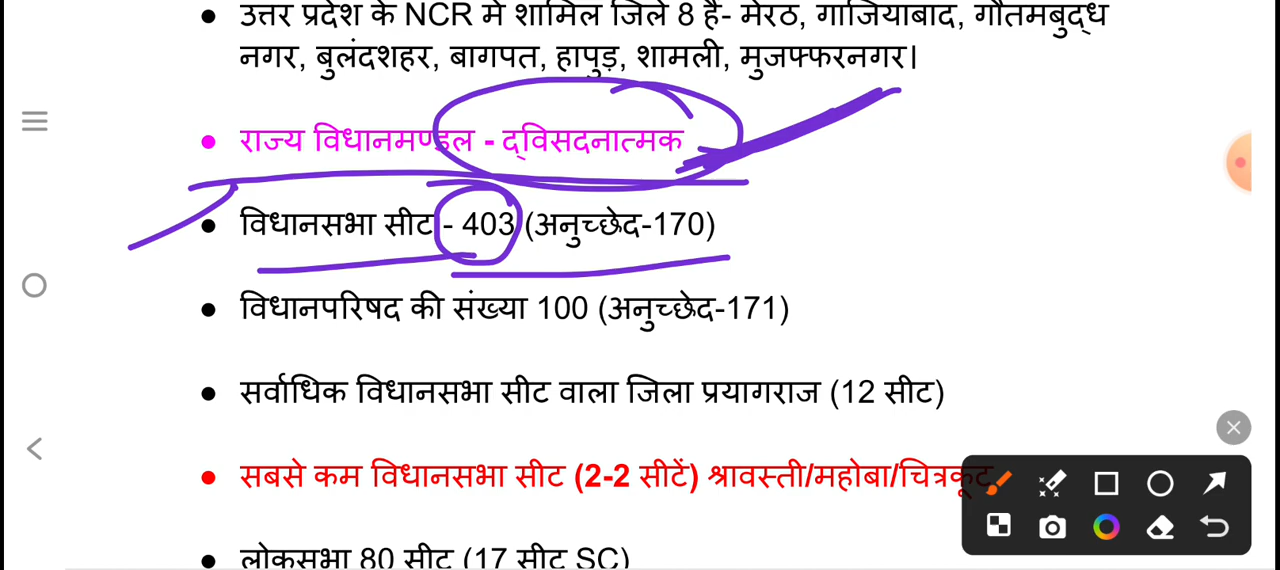 ● उत्तर प्रदेश के NCR में शामिल जिले 8 है- मेरठ, गाजियाबाद, गौतमबुद्ध
नगर, बुलंदशहर, बागपत, हापुड़, शामली, मुजफ्फरनगर।
● राज्य विधानमण्डल - द्विसदनात्मक
● विधानसभा सीट - 403 (अनुच्छेद-170)
● विधानपरिषद की संख्या 100 (अनुच्छेद-171)
● सर्वाधिक विधानसभा सीट वाला जिला प्रयागराज (12 सीट)
● सबसे कम विधानसभा सीट (2-2 सीटें) श्रावस्ती/महोबा/चित्रकूट
● लोकसभा 80 सीट (17 सीट SC)